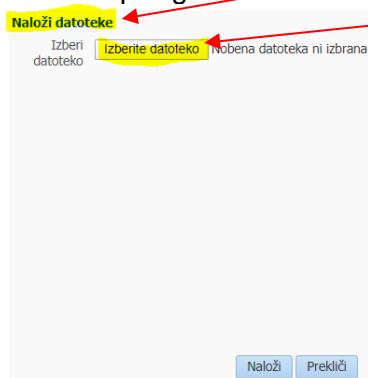 Naloži datoteke
Izberi datoteko
Izberite datoteko Nobena datoteka ni izbrana
Naloži Prekliči